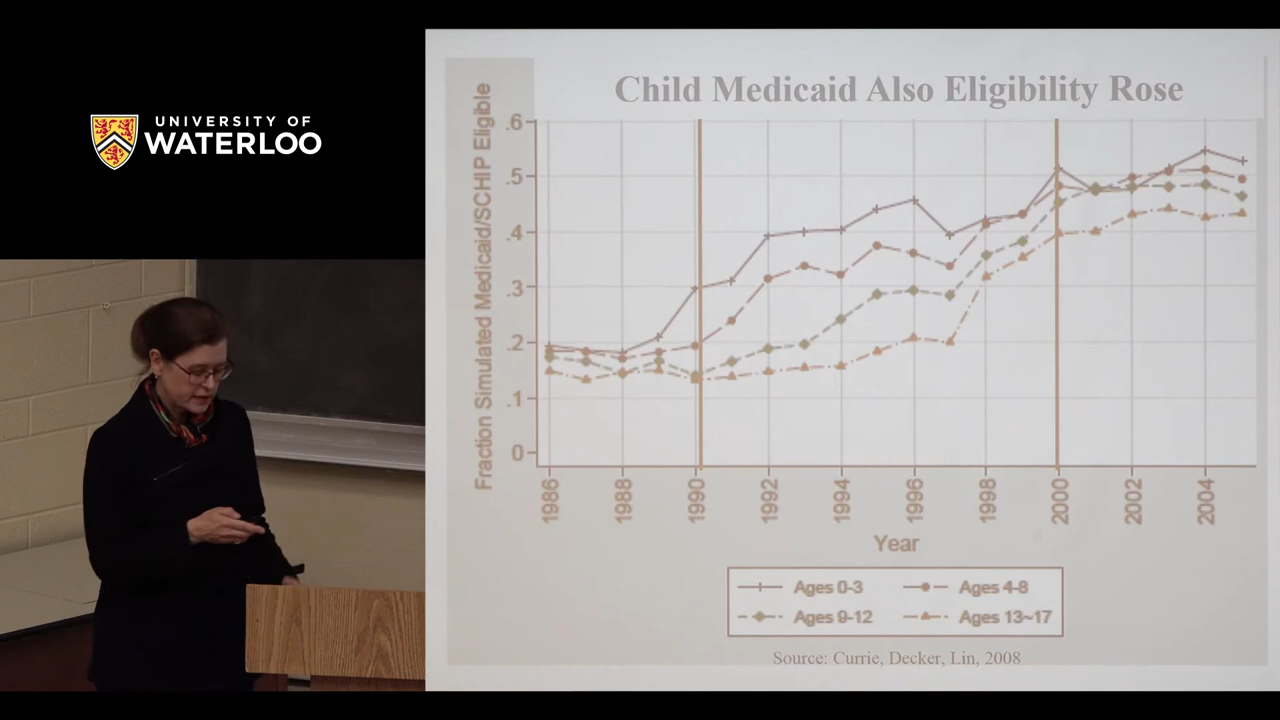 UNIVERSITY OF
WATERLOO
Child Medicaid Also Eligibility Rose
Fraction Simulated Medicaid/SCHIP Eligible
.6
.5
.4
.3
.2
.1
0
1986
1988
1990
1992
1994
1996
1998
2000
2002
2004
Year
Ages 0-3
Ages 4-8
Ages 9-12
Ages 13~17
Source: Currie, Decker, Lin, 2008